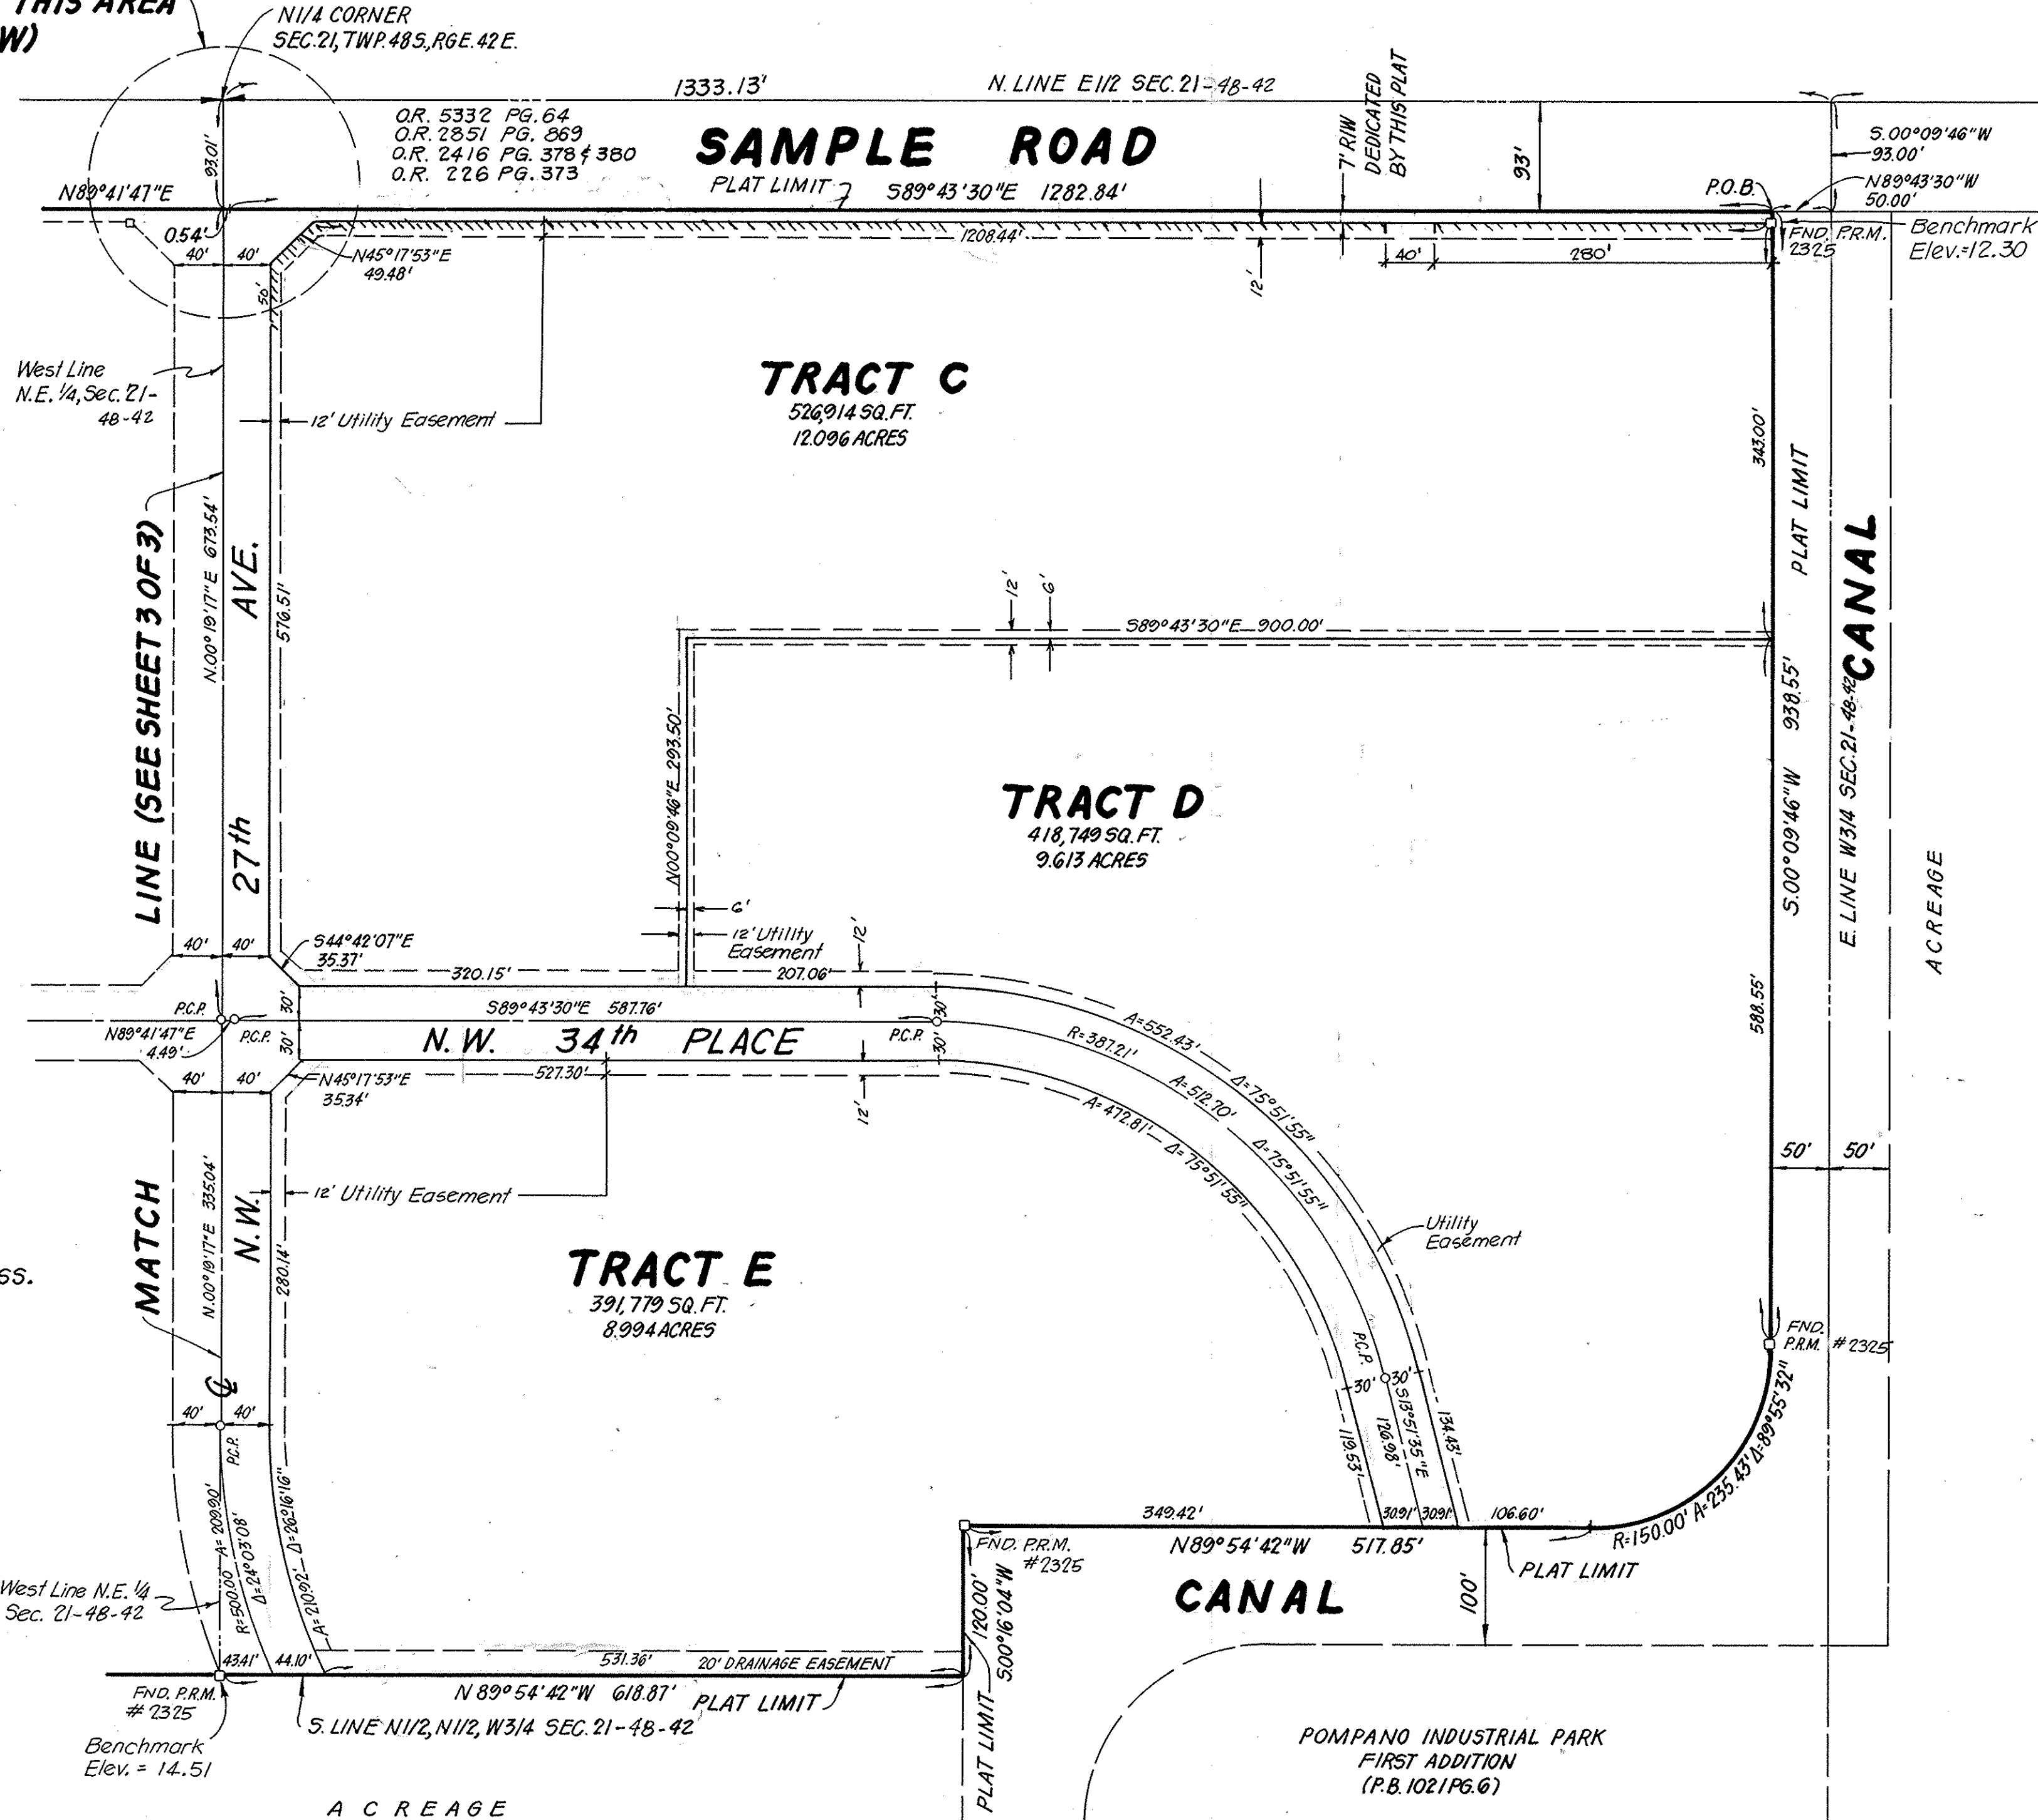 THIS AREA
W)
N1/4 CORNER
SEC.21, TWP.48S.,RGE.42E.
1333.13'
N. LINE E1/2 SEC.21-48-42
O.R. 5332 PG.64
O.R. 2851 PG. 869
O.R. 2416 PG. 378 & 380
O.R. 226 PG. 373
SAMPLE ROAD
PLAT LIMIT
S89°43'30"E 1282.84'
7' R/W
DEDICATED
BY THIS PLAT
93'
S.00°09'46"W
93.00'
P.O.B.
N89°43'30"W
50.00'
FND. P.R.M.
2325
Benchmark
Elev.=12.30
93.01'
N89°41'47"E
0.54'
40' 40'
N45°17'53"E
49.48'
50'
1208.44'
12'
40'
280'
West Line
N.E. 1/4, Sec. 21-
48-42
12' Utility Easement
TRACT C
526,914 SQ.FT.
12.096 ACRES
343.00'
PLAT LIMIT
CANAL
LINE (SEE SHEET 3 OF 3)
N.00°19'17"E 673.54'
27th AVE.
576.51'
12'
6'
S89°43'30"E 900.00'
N00°09'46"E 293.50'
TRACT D
418,749 SQ.FT.
9.613 ACRES
S.00°09'46"W 938.55'
E. LINE W3/4 SEC.21-48-42
ACREAGE
6'
12' Utility
Easement
12'
40' 40'
S44°42'07"E
35.37'
320.15'
207.06'
P.C.P.
N89°41'47"E
4.49'
P.C.P.
30'
30'
S89°43'30"E 587.76'
N.W. 34th PLACE
P.C.P.
30'
30'
527.30'
12'
40' 40'
N45°17'53"E
35.34'
A=552.43'
Δ=75°51'55"
R=387.21'
A=512.70'
Δ=75°51'55"
A=472.81'
Δ=75°51'55"
588.55'
50' 50'
MATCH
N.00°19'17"E 335.04'
N.W.
280.14'
12' Utility Easement
Utility
Easement
ss.
TRACT E
391,779 SQ.FT.
8.994 ACRES
P.C.P.
30' 30'
119.53'
126.98'
S13°51'35"E
134.43'
FND.
P.R.M. #2325
40' 40'
P.C.P.
A=209.90'
R=500.00
Δ=24°03'08'
A=210.92'
Δ=26°16'16"
349.42'
30.91'
30.91'
106.60'
R=150.00' A=235.43' Δ=89°55'32"
FND. P.R.M.
#2325
N89°54'42"W 517.85'
PLAT LIMIT
CANAL
100'
West Line N.E. 1/4
Sec. 21-48-42
120.00'
S.00°16'04"W
43.41'
44.10'
531.36'
20' DRAINAGE EASEMENT
FND. P.R.M.
#2325
N 89°54'42"W 618.87'
PLAT LIMIT
S. LINE N1/2, N1/2, W3/4 SEC.21-48-42
Benchmark
Elev. = 14.51
PLAT LIMIT
POMPANO INDUSTRIAL PARK
FIRST ADDITION
(P.B. 102 / PG.6)
ACREAGE